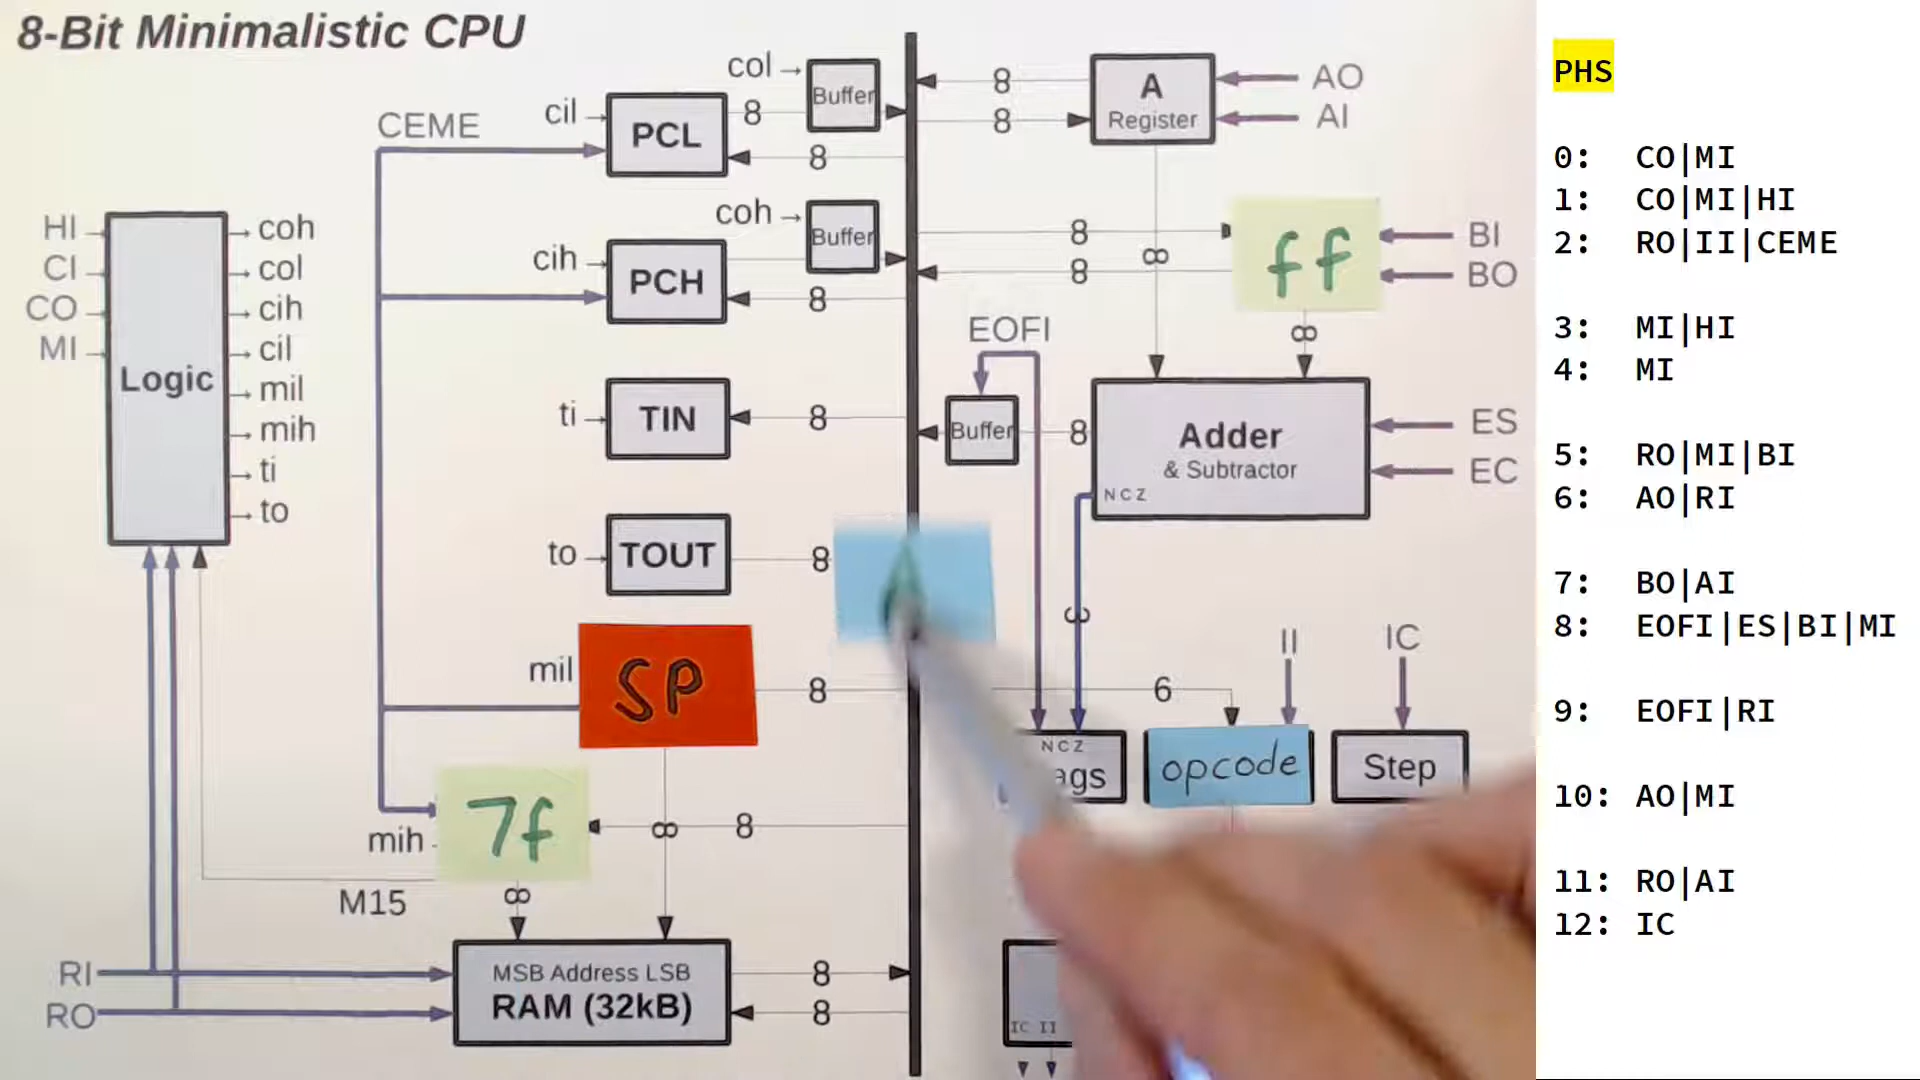 8-Bit Minimalistic CPU
PHS
0: CO|MI
1: CO|MI|HI
2: RO|II|CEME
3: MI|HI
4: MI
5: RO|MI|BI
6: AO|RI
7: BO|AI
8: EOFI|ES|BI|MI
9: EOFI|RI
10: AO|MI
11: RO|AI
12: IC
HI
CI
CO
MI
Logic
coh
col
cih
cil
mil
mih
ti
to
CEME
cil
PCL
8
col
Buffer
8
cih
PCH
coh
Buffer
8
ti
TIN
8
to
TOUT
8
mil
SP
8
mih
7f
8
8
8
M15
RI
RO
MSB Address LSB
RAM (32kB)
8
8
8
8
A
Register
AO
AI
8
8
8
ff
BI
BO
8
EOFI
Buffer
8
Adder
& Subtractor
N C Z
ES
EC
3
6
II
IC
N C Z
opcode
Step
IC II